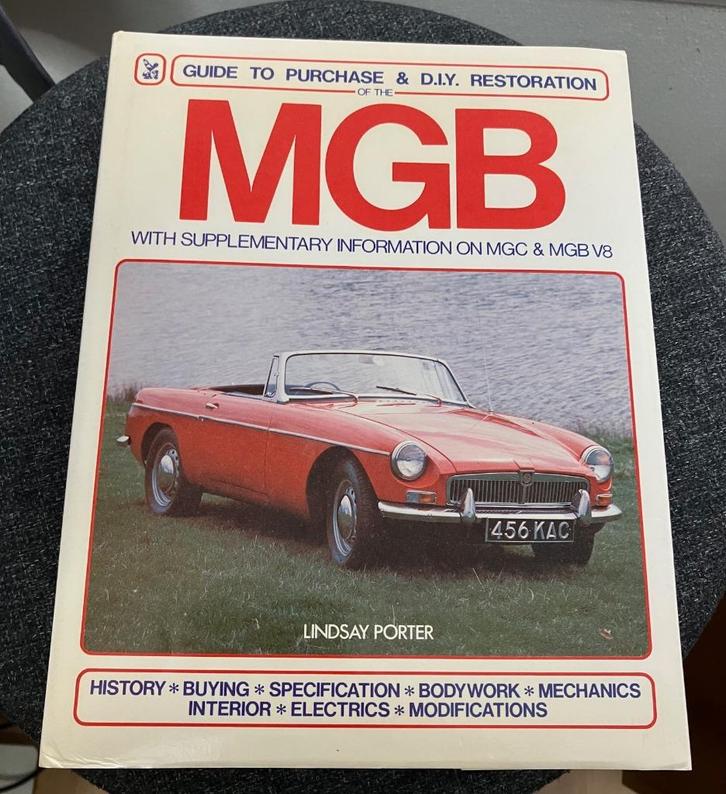 GUIDE TO PURCHASE & D.I.Y. RESTORATION
OF THE
MGB
WITH SUPPLEMENTARY INFORMATION ON MGC & MGB V8
456 KAC
LINDSAY PORTER
HISTORY * BUYING * SPECIFICATION * BODYWORK * MECHANICS
INTERIOR * ELECTRICS * MODIFICATIONS